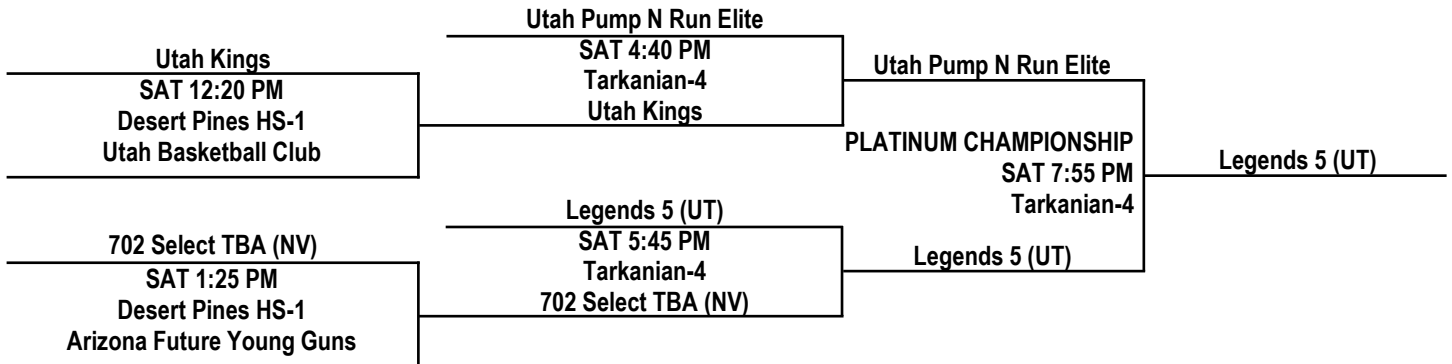 Utah Pump N Run Elite
Utah Kings
SAT 4:40 PM
Tarkanian-4
Utah Kings
Utah Pump N Run Elite
SAT 12:20 PM
Desert Pines HS-1
Utah Basketball Club
PLATINUM CHAMPIONSHIP
SAT 7:55 PM
Tarkanian-4
Legends 5 (UT)
Legends 5 (UT)
702 Select TBA (NV)
SAT 5:45 PM
Tarkanian-4
702 Select TBA (NV)
Legends 5 (UT)
SAT 1:25 PM
Desert Pines HS-1
Arizona Future Young Guns